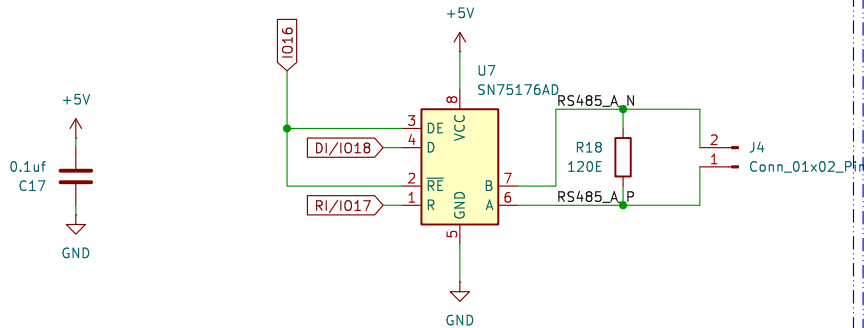 +5V
IO16
U7
SN75176AD
+5V
0.1uf
C17
GND
8
VCC
3
DE
4
D
DI/IO18
2
RE
1
R
RI/IO17
7
B
6
A
GND
5
GND
RS485_A_N
R18
120E
RS485_A_P
2
1
J4
Conn_01x02_Pin